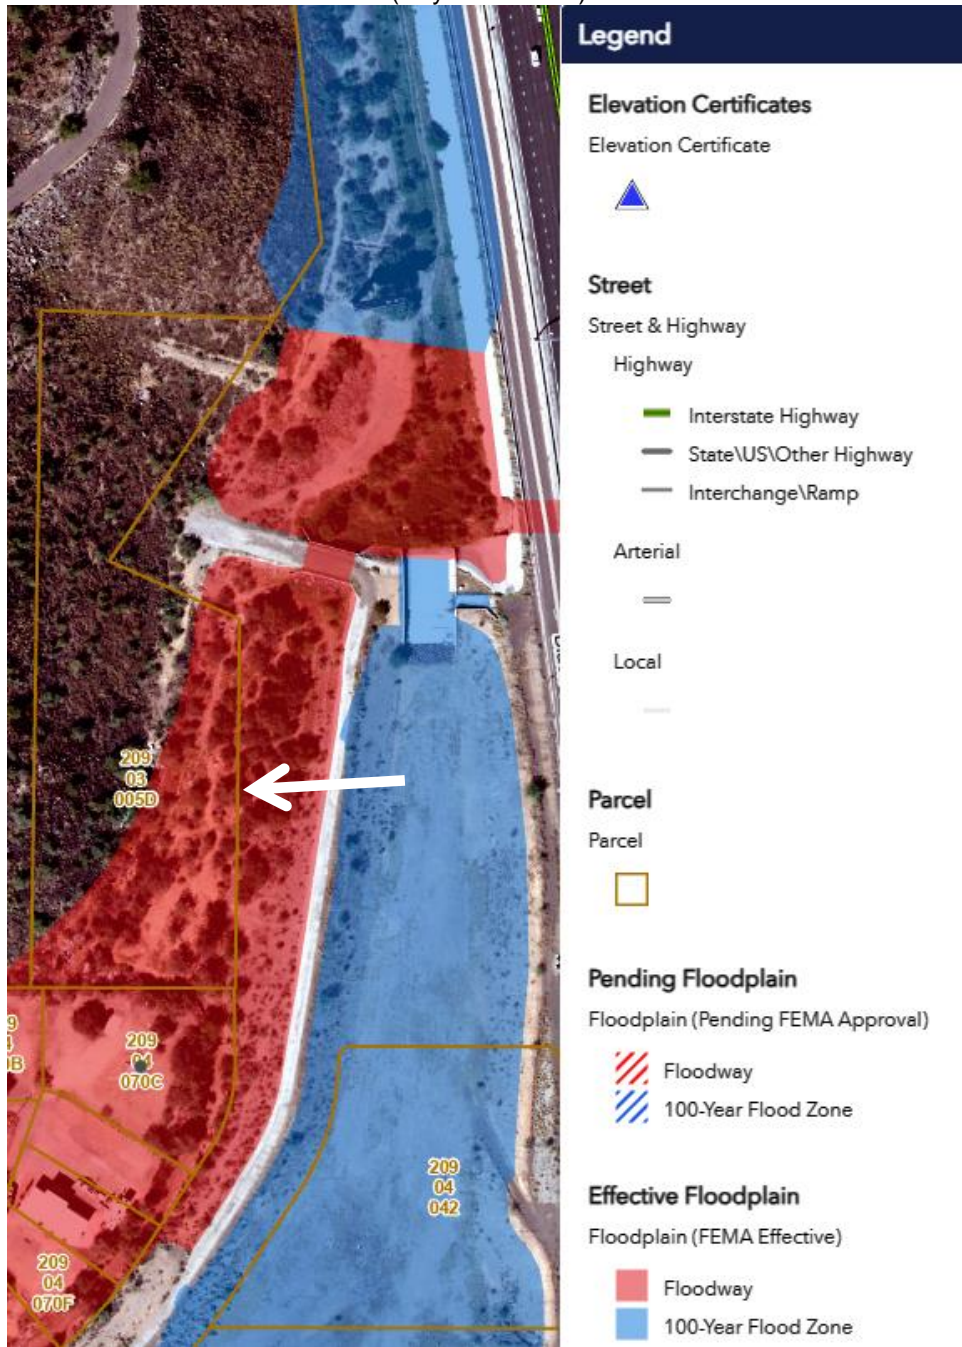 Legend
Elevation Certificates
Elevation Certificate
Street
Street & Highway
Highway
Interstate Highway
State\US\Other Highway
Interchange\Ramp
Arterial
Local
Parcel
Parcel
Pending Floodplain
Floodplain (Pending FEMA Approval)
Floodway
100-Year Flood Zone
Effective Floodplain
Floodplain (FEMA Effective)
Floodway
100-Year Flood Zone
209
03
005D
209
04
070C
209
04
042
209
04
070F